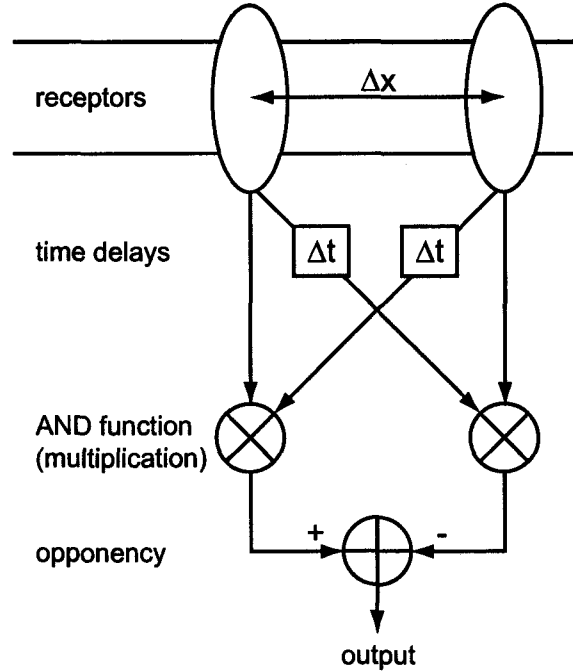 Δx
receptors
time delays
Δt
Δt
AND function
(multiplication)
+
-
opponency
output